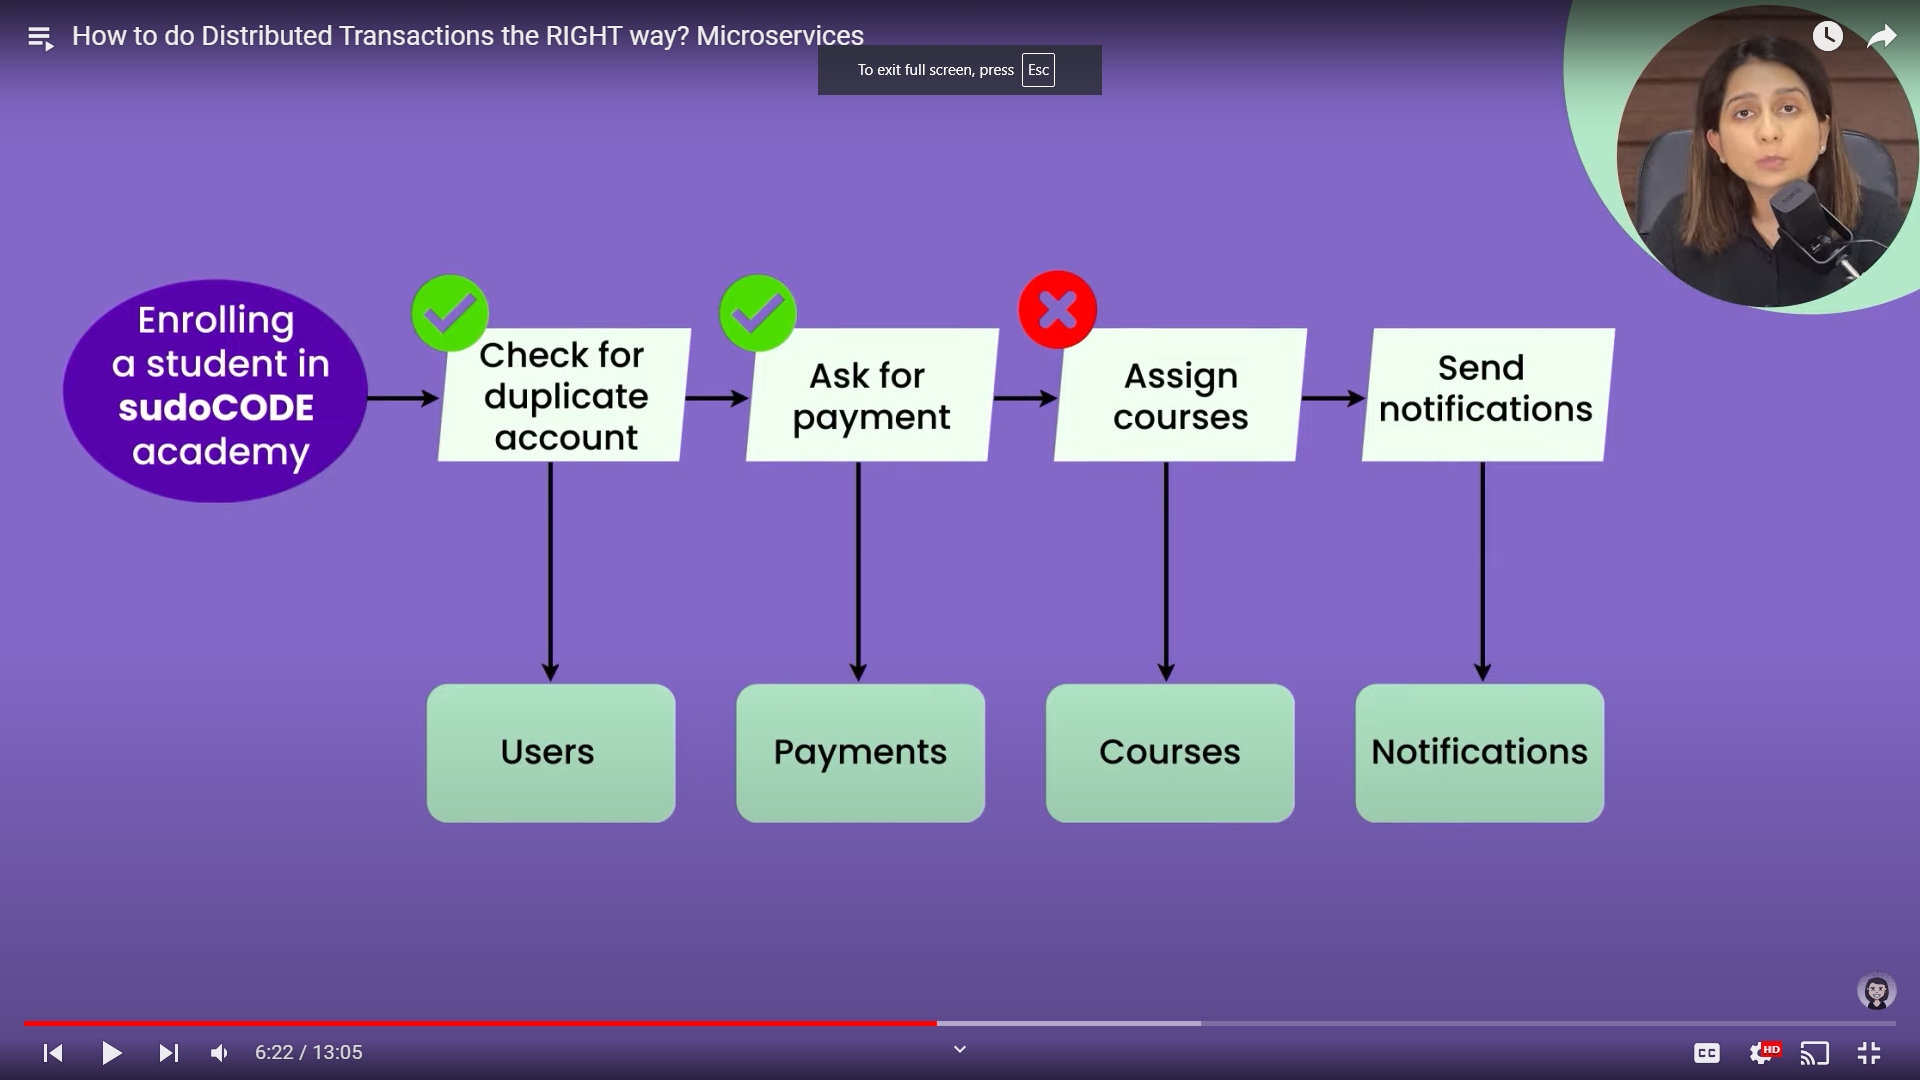 How to do Distributed Transactions the RIGHT way? Microservices
To exit full screen, press Esc
Enrolling
a student in
sudoCODE
academy
Check for
duplicate
account
Ask for
payment
Assign
courses
Send
notifications
Users
Payments
Courses
Notifications
6:22 / 13:05
CC
HD